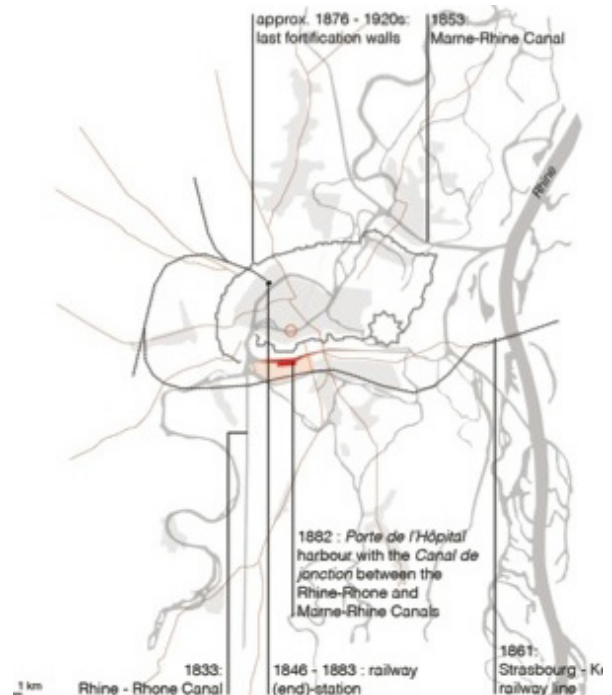 approx. 1876 - 1920s:
last fortification walls
1853:
Marne-Rhine Canal
Rhine
1882 : Porte de l'Hôpital
harbour with the Canal de
jonction between the
Rhine-Rhone and
Marne-Rhine Canals
1 km
1833:
Rhine - Rhone Canal
1846 - 1883 : railway
(end)-station
1861:
Strasbourg - Ke
railway line